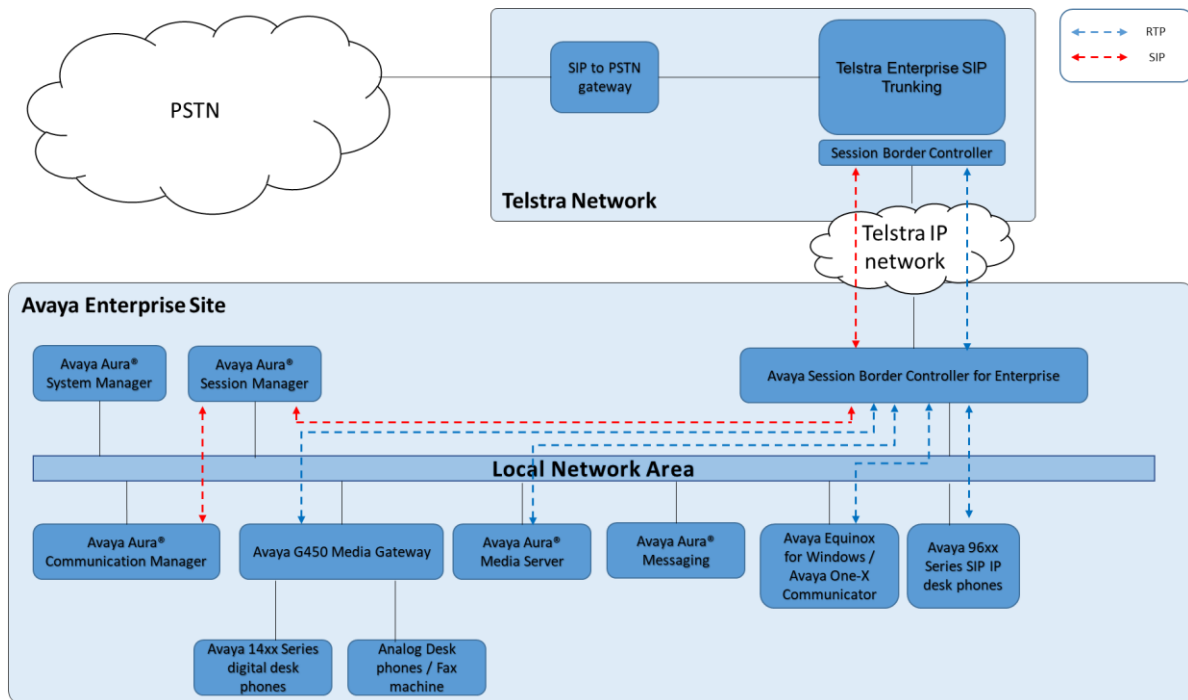 PSTN
SIP to PSTN
gateway
Telstra Enterprise SIP
Trunking
Session Border Controller
Telstra Network
RTP
SIP
Telstra IP
network
Avaya Enterprise Site
Avaya Aura®
System Manager
Avaya Aura®
Session Manager
Avaya Session Border Controller for Enterprise
Local Network Area
Avaya Aura®
Communication Manager
Avaya G450 Media Gateway
Avaya Aura®
Media Server
Avaya Aura®
Messaging
Avaya Equinox
for Windows /
Avaya One-X
Communicator
Avaya 96xx
Series SIP IP
desk phones
Avaya 14xx Series
digital desk
phones
Analog Desk
phones / Fax
machine